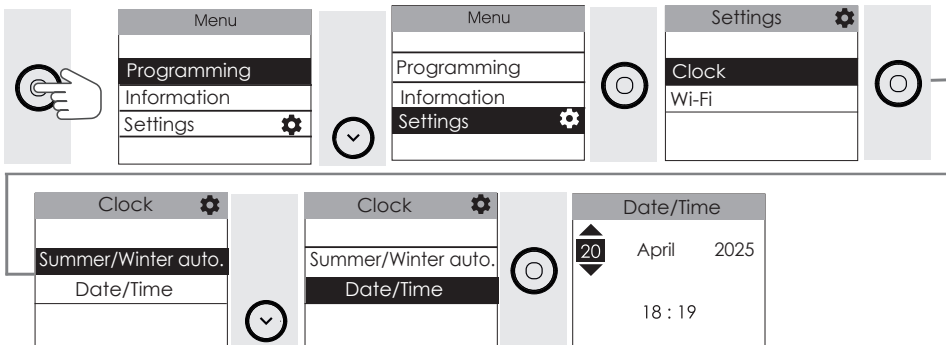 Menu
Programming
Information
Settings
Menu
Programming
Information
Settings
Settings
Clock
Wi-Fi
Clock
Summer/Winter auto.
Date/Time
Clock
Summer/Winter auto.
Date/Time
Date/Time
20 April 2025
18 : 19